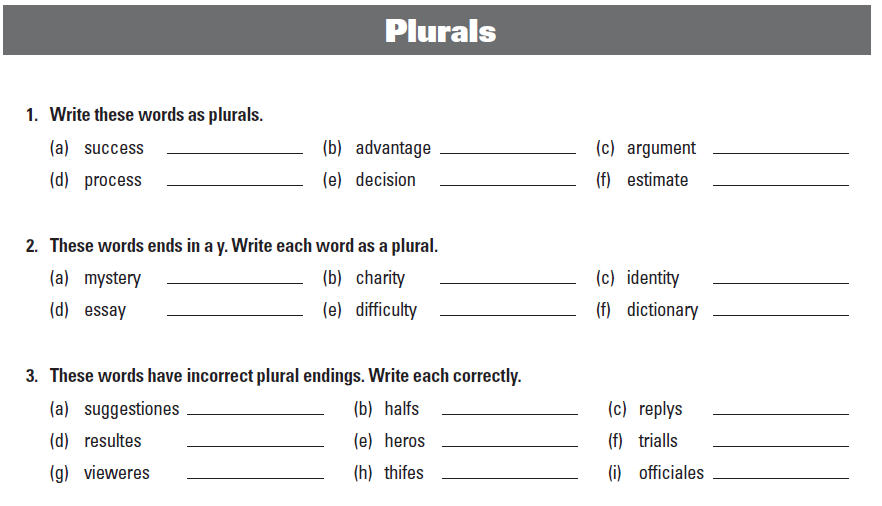 Plurals
1. Write these words as plurals.
(a) success (b) advantage (c) argument
(d) process (e) decision (f) estimate
2. These words ends in a y. Write each word as a plural.
(a) mystery (b) charity (c) identity
(d) essay (e) difficulty (f) dictionary
3. These words have incorrect plural endings. Write each correctly.
(a) suggestiones (b) halfs (c) replys
(d) resultes (e) heros (f) trialls
(g) vieweres (h) thifes (i) officiales